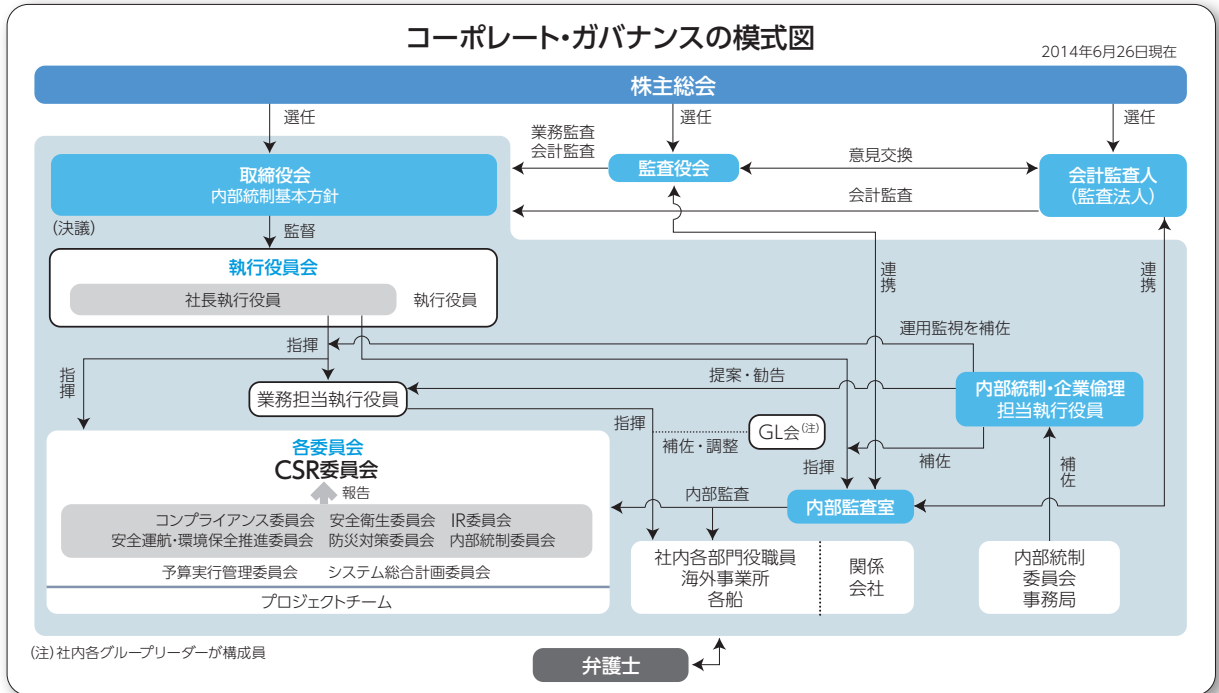 コーポレート・ガバナンスの模式図
2014年6月26日現在
株主総会
選任
選任
選任
業務監査
会計監査
取締役会
内部統制基本方針
監査役会
意見交換
会計監査人
(監査法人)
会計監査
(決議)
監督
執行役員会
社長執行役員
執行役員
連携
連携
運用監視を補佐
指揮
指揮
提案・勧告
業務担当執行役員
内部統制・企業倫理
担当執行役員
指揮
GL会(注)
補佐・調整
各委員会
CSR委員会
報告
指揮
補佐
補佐
内部監査
内部監査室
コンプライアンス委員会 安全衛生委員会 IR委員会
安全運航・環境保全推進委員会 防災対策委員会 内部統制委員会
予算実行管理委員会 システム総合計画委員会
プロジェクトチーム
社内各部門役職員
海外事業所
各船
関係
会社
内部統制
委員会
事務局
(注)社内各グループリーダーが構成員
弁護士